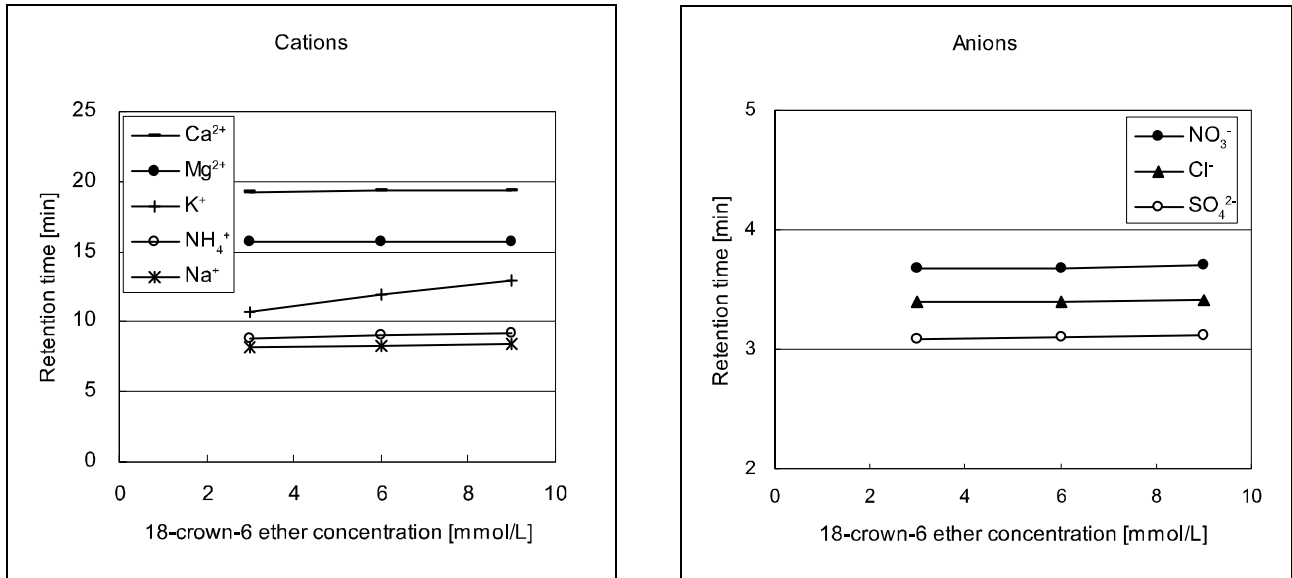 Cations
Retention time [min]
25
20
15
10
5
0
Ca²⁺
Mg²⁺
K⁺
NH₄⁺
Na⁺
0 2 4 6 8 10
18-crown-6 ether concentration [mmol/L]
Anions
Retention time [min]
5
4
3
2
NO₃⁻
Cl⁻
SO₄²⁻
0 2 4 6 8 10
18-crown-6 ether concentration [mmol/L]